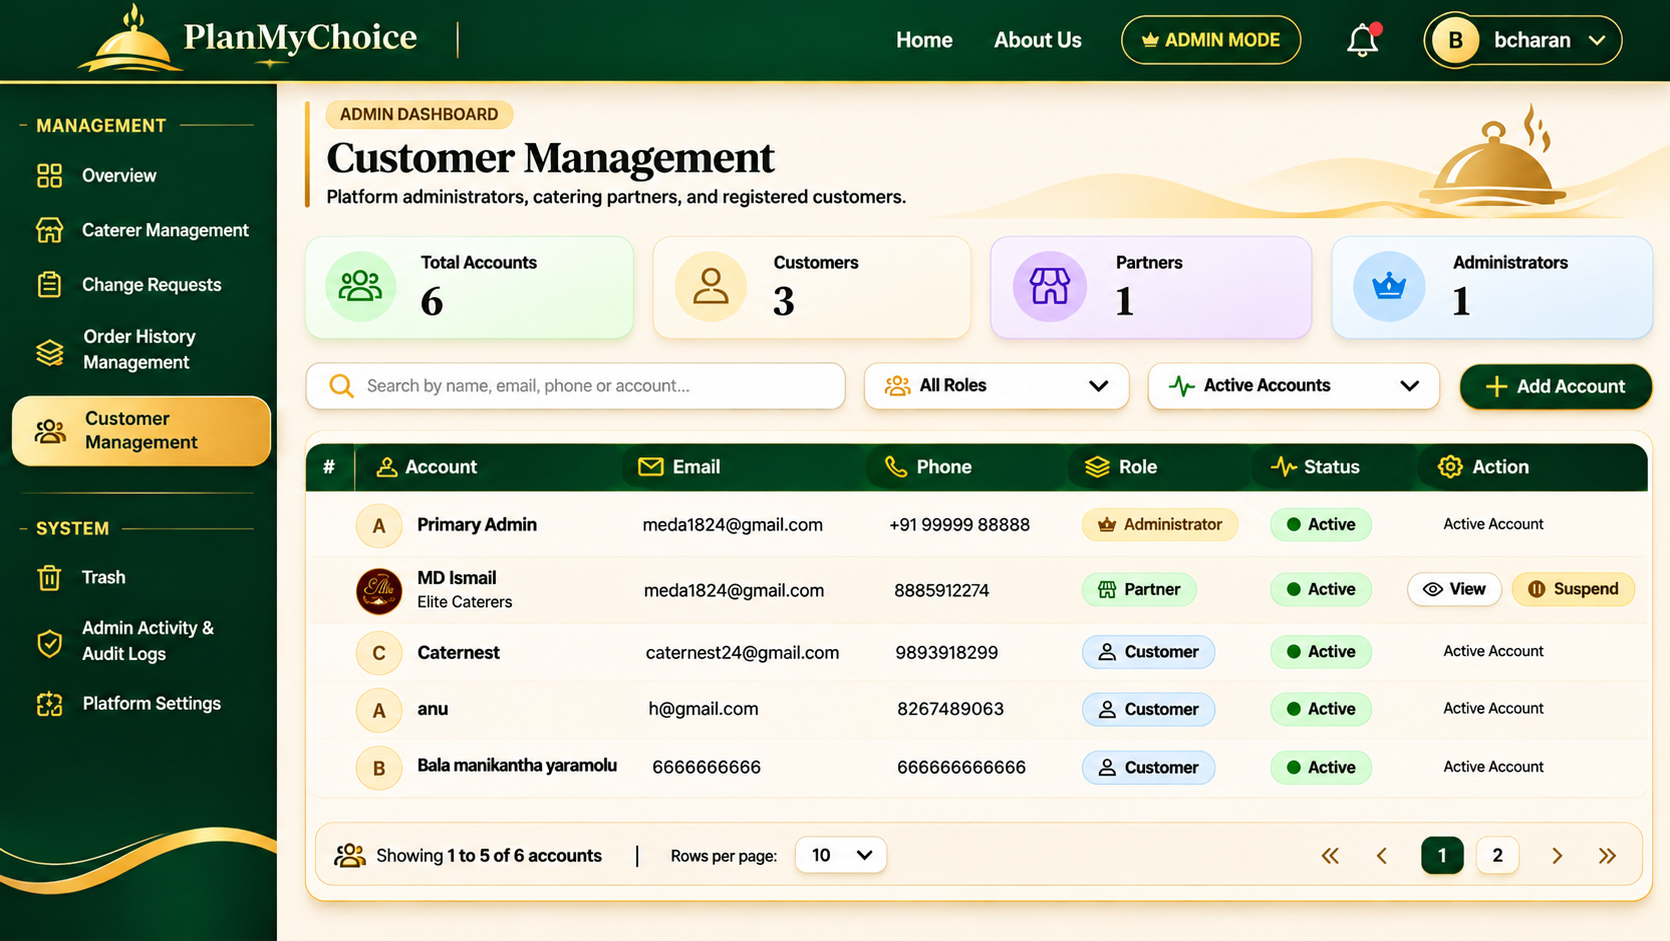 PlanMyChoice
Home
About Us
ADMIN MODE
B
bcharan
MANAGEMENT
Overview
Caterer Management
Change Requests
Order History
Management
Customer
Management
SYSTEM
Trash
Admin Activity &
Audit Logs
Platform Settings
ADMIN DASHBOARD
Customer Management
Platform administrators, catering partners, and registered customers.
Total Accounts
6
Customers
3
Partners
1
Administrators
1
Search by name, email, phone or account...
All Roles
Active Accounts
Add Account
# Account Email Phone Role Status Action
A Primary Admin meda1824@gmail.com +91 99999 88888 Administrator Active Active Account
MD Ismail
Elite Caterers
meda1824@gmail.com 8885912274 Partner Active View Suspend
C Caternest caternest24@gmail.com 9893918299 Customer Active Active Account
A anu h@gmail.com 8267489063 Customer Active Active Account
B Bala manikantha yaramolu 6666666666 666666666666 Customer Active Active Account
Showing 1 to 5 of 6 accounts
Rows per page: 10
1 2